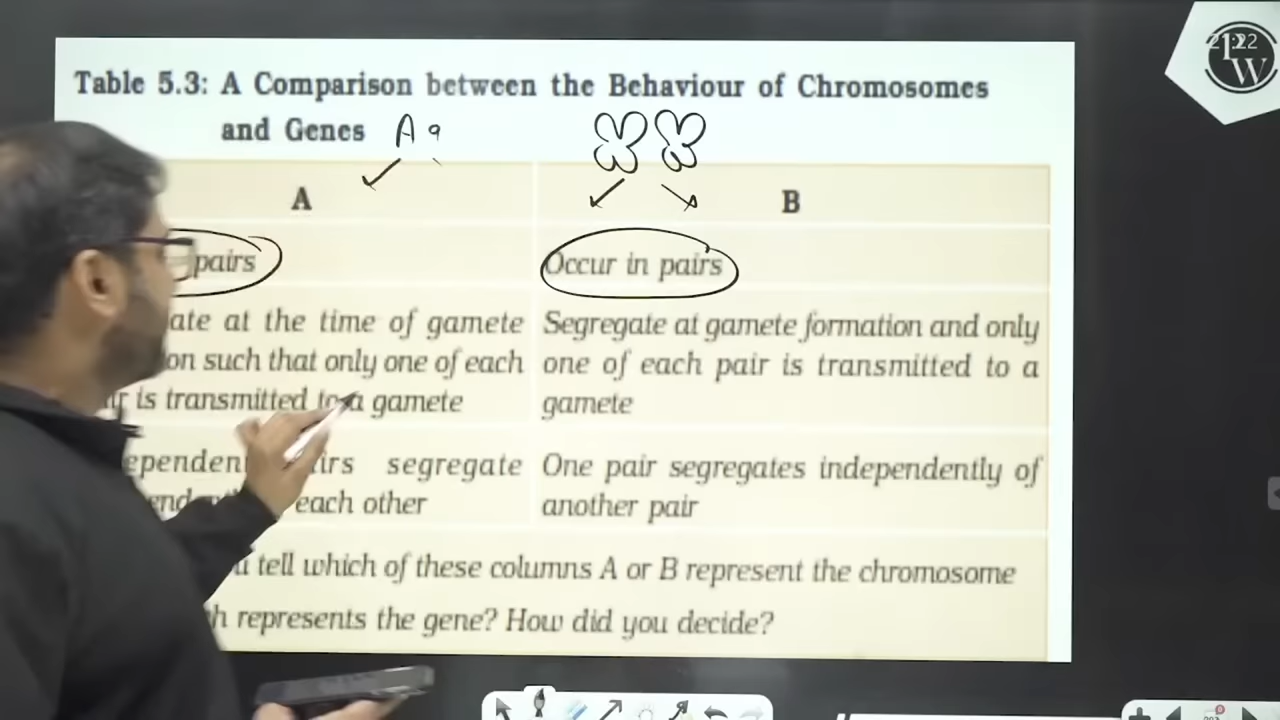 Table 5.3: A Comparison between the Behaviour of Chromosomes
and Genes A a
A B
pairs Occur in pairs
ate at the time of gamete Segregate at gamete formation and only
on such that only one of each one of each pair is transmitted to a
is transmitted to a gamete gamete
segregate One pair segregates independently of
each other another pair
tell which of these columns A or B represent the chromosome
represents the gene? How did you decide?
W